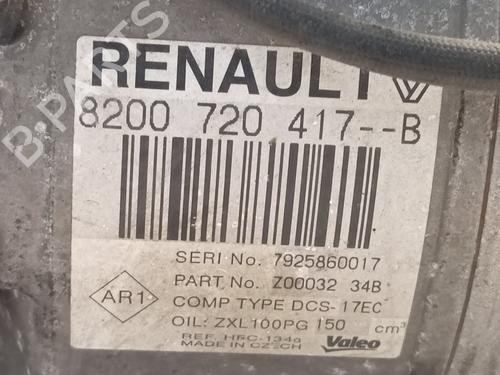 B-PARTS
RENAULT
8200 720 417--B
SERI No. 7925860017
PART No. Z00032 34B
AR1
COMP TYPE DCS-17EC
OIL: ZXL100PG 150 cm³
REF. HFC-134a
MADE IN CZECH
Valeo